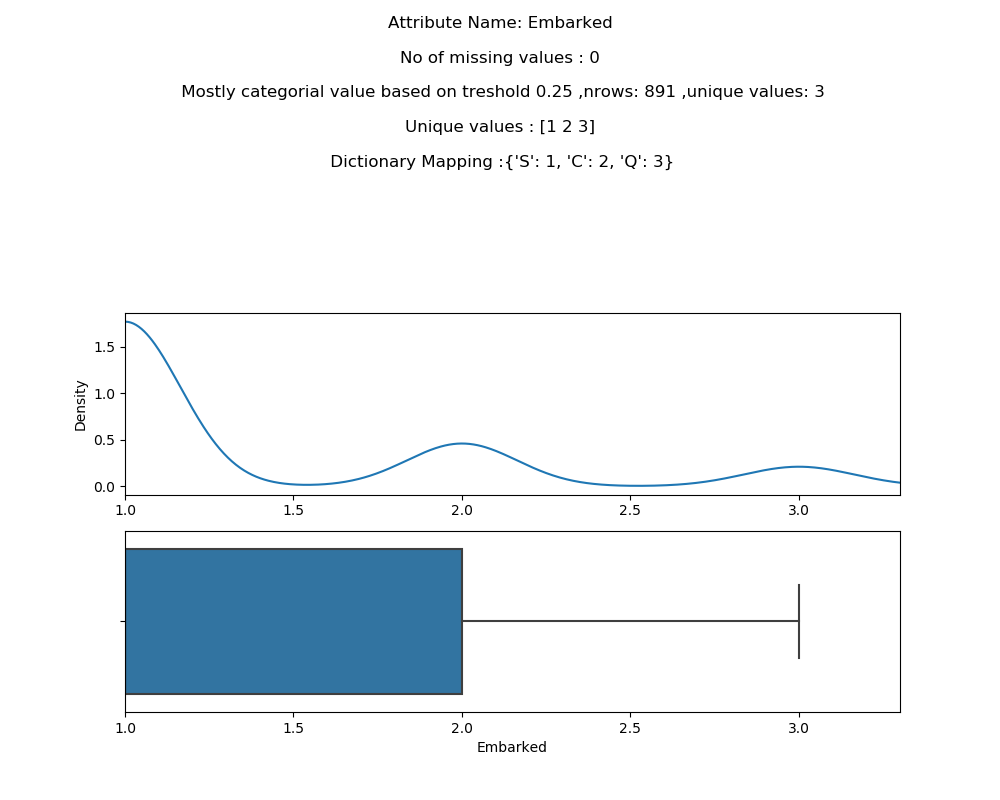 Attribute Name: Embarked
No of missing values : 0
Mostly categorial value based on treshold 0.25 ,nrows: 891 ,unique values: 3
Unique values : [1 2 3]
Dictionary Mapping :{'S': 1, 'C': 2, 'Q': 3}
1.5
1.0
0.5
0.0
Density
1.0 1.5 2.0 2.5 3.0
1.0 1.5 2.0 2.5 3.0
Embarked